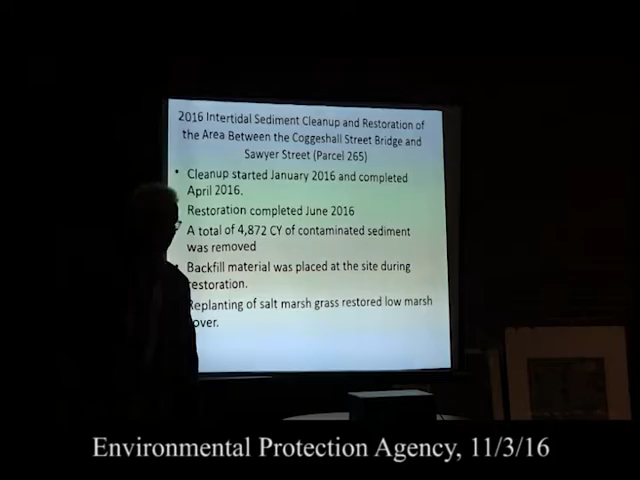 2016 Intertidal Sediment Cleanup and Restoration of
the Area Between the Coggeshall Street Bridge and
Sawyer Street (Parcel 265)
• Cleanup started January 2016 and completed
April 2016.
Restoration completed June 2016
A total of 4,872 CY of contaminated sediment
was removed
Backfill material was placed at the site during
restoration.
Replanting of salt marsh grass restored low marsh
Environmental Protection Agency, 11/3/16